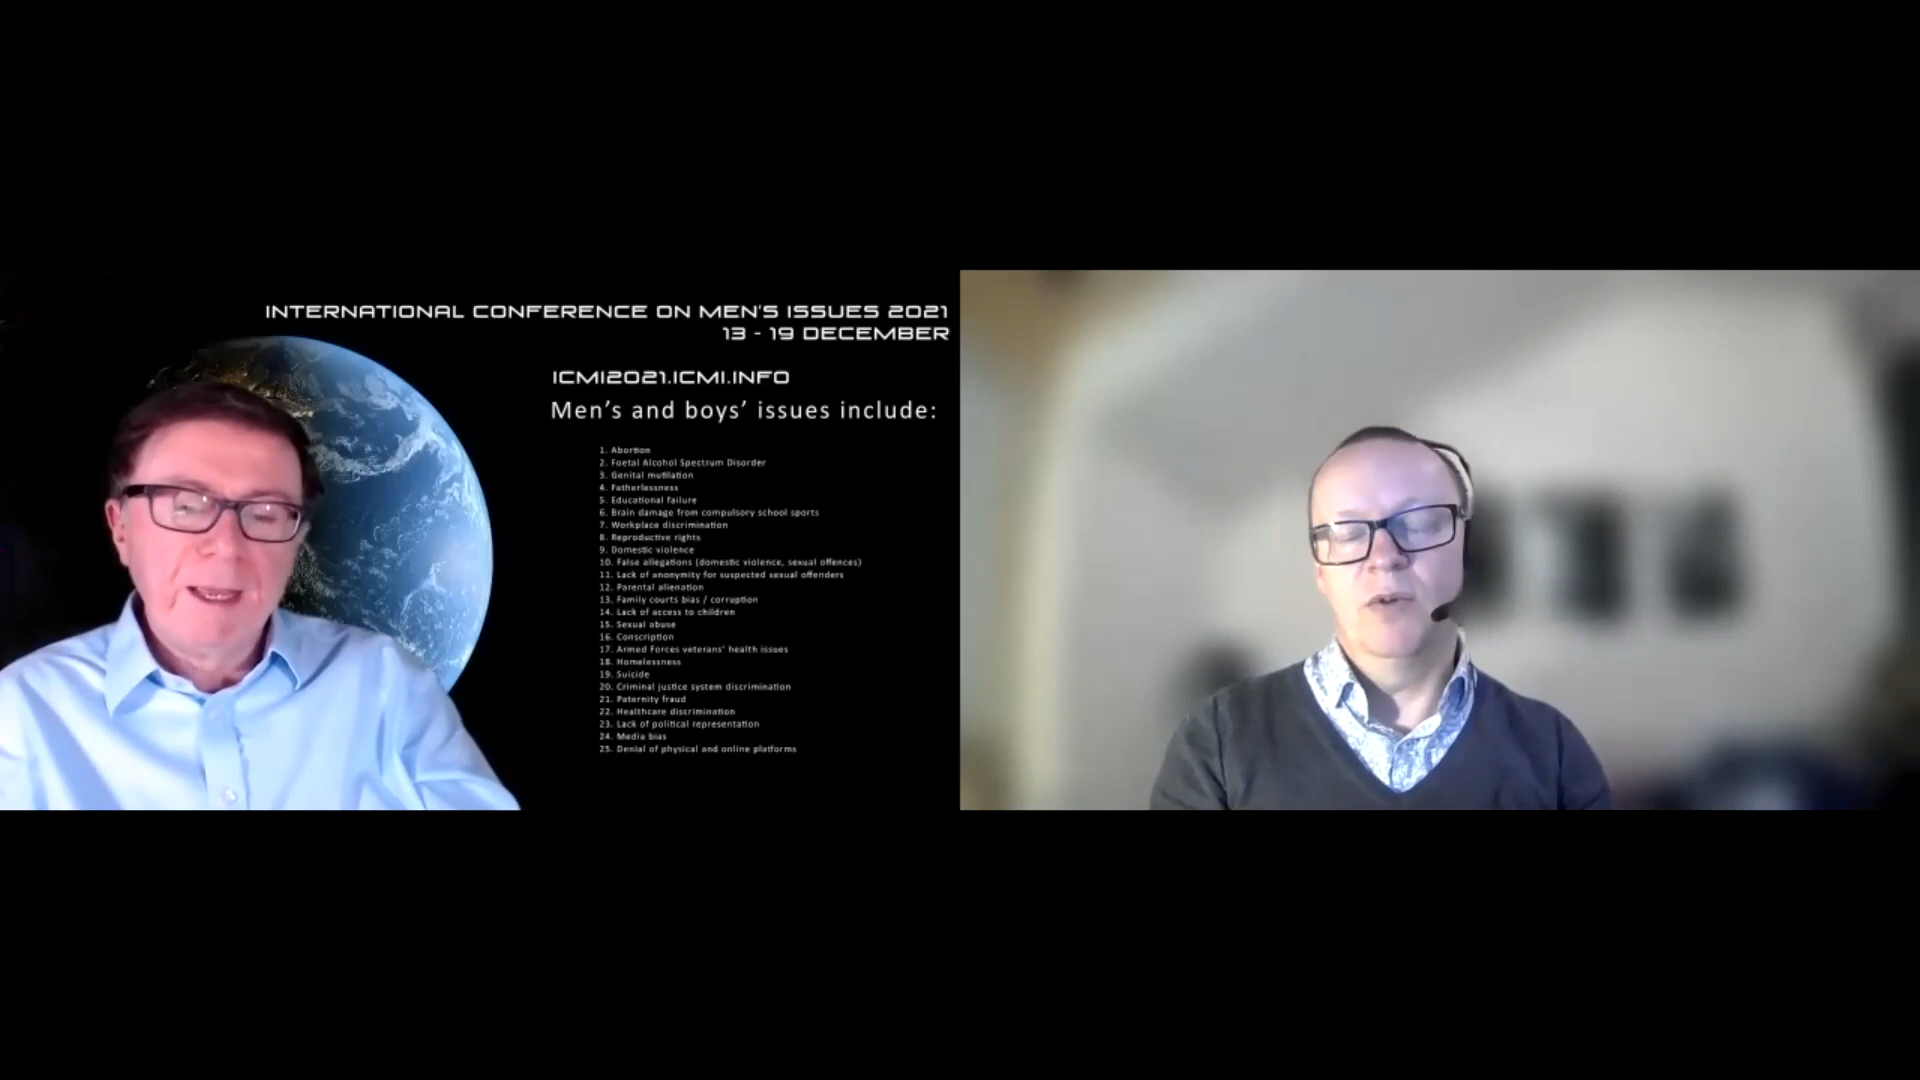 INTERNATIONAL CONFERENCE ON MEN'S ISSUES 2021
13 - 19 DECEMBER
ICMI2021.ICMI.INFO
Men's and boys' issues include:
1. Abortion
2. Foetal Alcohol Spectrum Disorder
3. Genital mutilation
4. Fatherlessness
5. Educational failure
6. Brain damage from compulsory school sports
7. Workplace discrimination
8. Reproductive rights
9. Domestic violence
10. False allegations (domestic violence, sexual offences)
11. Lack of anonymity for suspected sexual offenders
12. Parental alienation
13. Family courts bias / corruption
14. Lack of access to children
15. Sexual abuse
16. Conscription
17. Armed Forces veterans' health issues
18. Homelessness
19. Suicide
20. Criminal justice system discrimination
21. Paternity fraud
22. Healthcare discrimination
23. Lack of political representation
24. Media bias
25. Denial of physical and online platforms